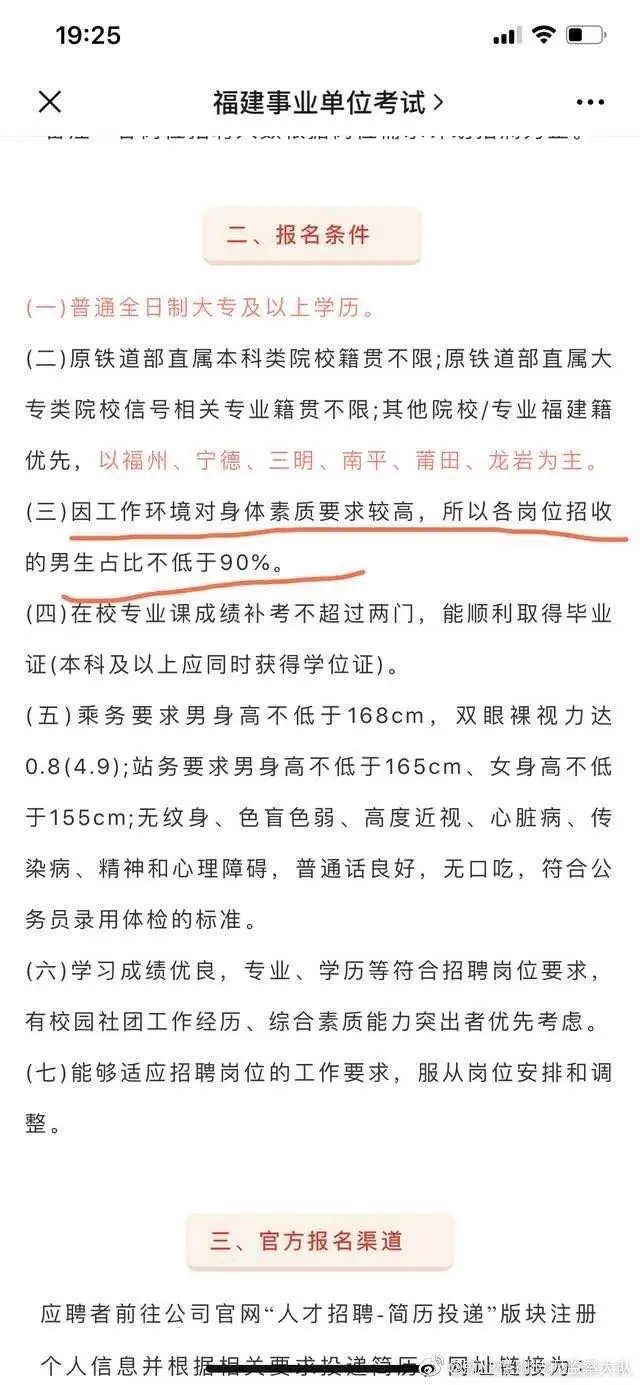 19:25
福建事业单位考试
二、报名条件
(一)普通全日制大专及以上学历。
(二)原铁道部直属本科类院校籍贯不限;原铁道部直属大
专类院校信号相关专业籍贯不限;其他院校/专业福建籍
优先，以福州、宁德、三明、南平、莆田、龙岩为主。
(三)因工作环境对身体素质要求较高，所以各岗位招收
的男生占比不低于90%。
(四)在校专业课成绩补考不超过两门，能顺利取得毕业
证(本科及以上应同时获得学位证)。
(五)乘务要求男身高不低于168cm，双眼裸视力达
0.8(4.9);站务要求男身高不低于165cm、女身高不低
于155cm;无纹身、色盲色弱、高度近视、心脏病、传
染病、精神和心理障碍，普通话良好，无口吃，符合公
务员录用体检的标准。
(六)学习成绩优良，专业、学历等符合招聘岗位要求，
有校园社团工作经历、综合素质能力突出者优先考虑。
(七)能够适应招聘岗位的工作要求，服从岗位安排和调
整。
三、官方报名渠道
应聘者前往公司官网“人才招聘-简历投递”版块注册
个人信息并根据相关要求投递简历。网址链接为: